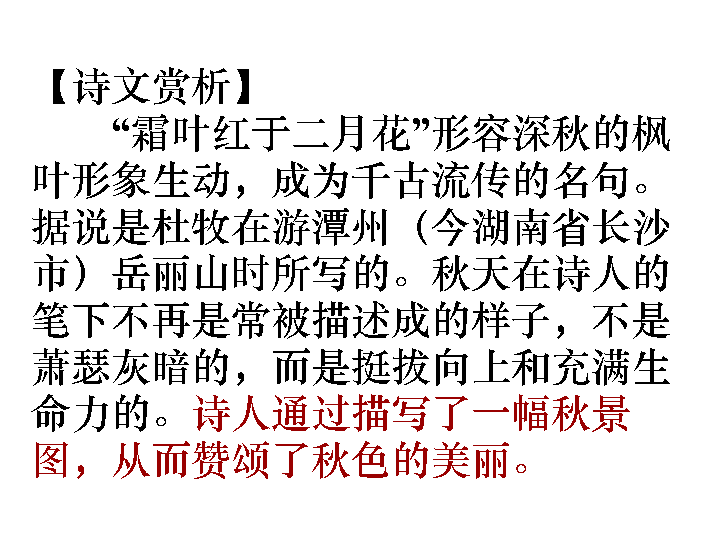 【诗文赏析】
“霜叶红于二月花”形容深秋的枫
叶形象生动，成为千古流传的名句。
据说是杜牧在游潭州（今湖南省长沙
市）岳丽山时所写的。秋天在诗人的
笔下不再是常被描述成的样子，不是
萧瑟灰暗的，而是挺拔向上和充满生
命力的。诗人通过描写了一幅秋景
图，从而赞颂了秋色的美丽。